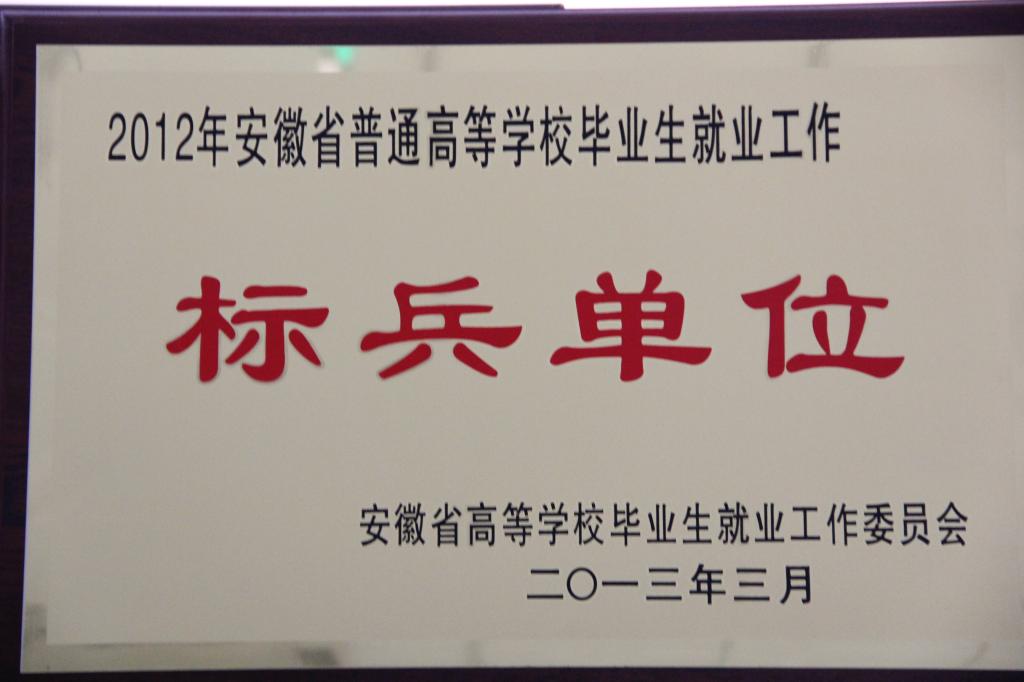 2012年安徽省普通高等学校毕业生就业工作
标兵单位
安徽省高等学校毕业生就业工作委员会
二〇一三年三月